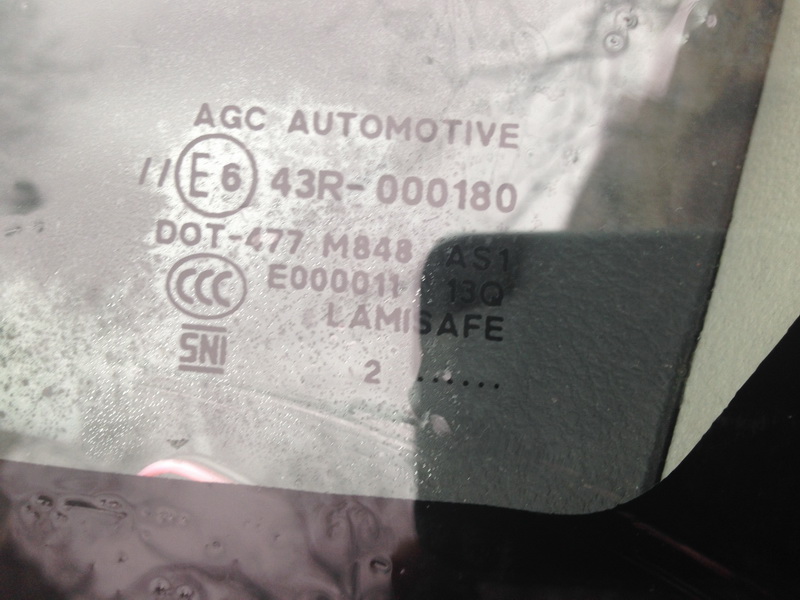 AGC AUTOMOTIVE
//E6 43R-000180
DOT-477 M848 AS1
CCC E000011 13Q
LAMISAFE
SNI
2 ......